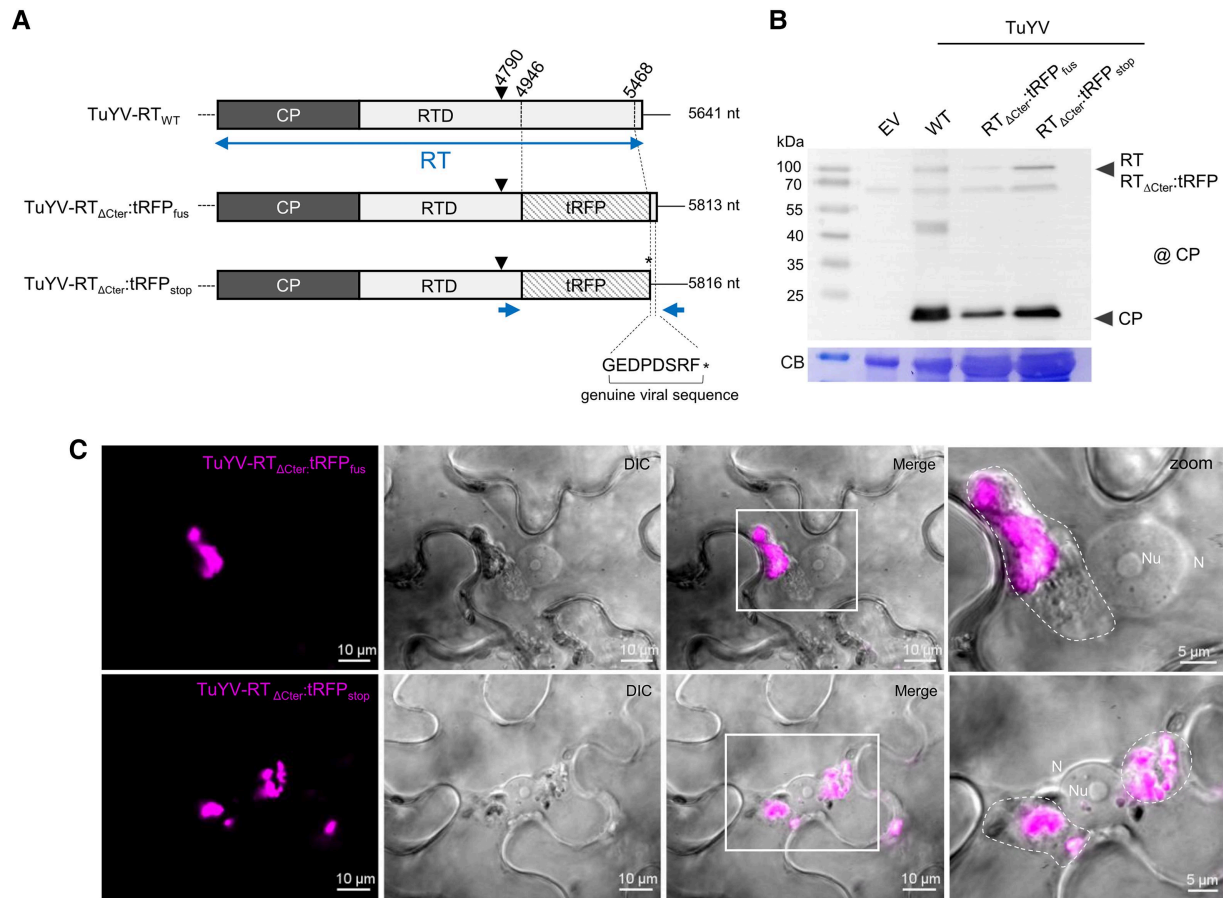 A
4790
4946
5468
TuYV-RTWT
CP
RTD
5641 nt
RT
TuYV-RTΔCter:tRFPfus
CP
RTD
tRFP
5813 nt
*
TuYV-RTΔCter:tRFPstop
CP
RTD
tRFP
5816 nt
GEDPDSRF*
genuine viral sequence
B
TuYV
EV
WT
RTΔCter:tRFPfus
RTΔCter:tRFPstop
kDa
100
70
55
40
35
25
RT
RTΔCter:tRFP
@ CP
CP
CB
C
TuYV-RTΔCter:tRFPfus
10 µm
DIC
10 µm
Merge
10 µm
zoom
Nu
N
5 µm
TuYV-RTΔCter:tRFPstop
10 µm
DIC
10 µm
Merge
10 µm
N
Nu
5 µm